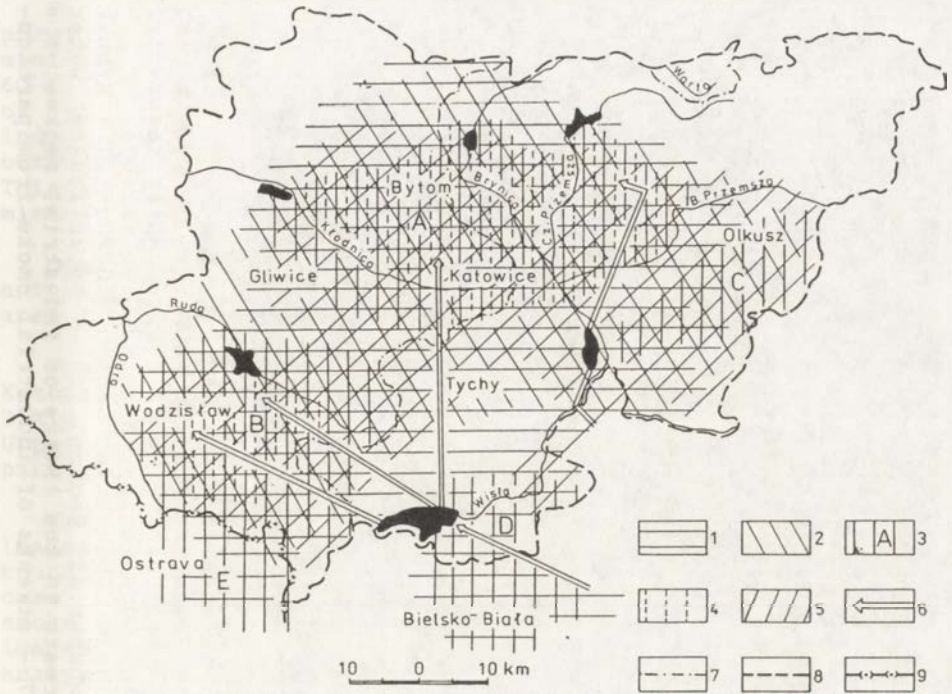 Warta
Bytom
Brynica
Cz. Przemsza
B. Przemsza
A
Olkusz
Kłodnica
Gliwice
Katowice
C
Ruda
Odra
Tychy
Wodzisław
B
Wisła
D
Ostrava
E
Bielsko-Biała
10 0 10 km
1 2 A 3
4 5 6
7 8 9